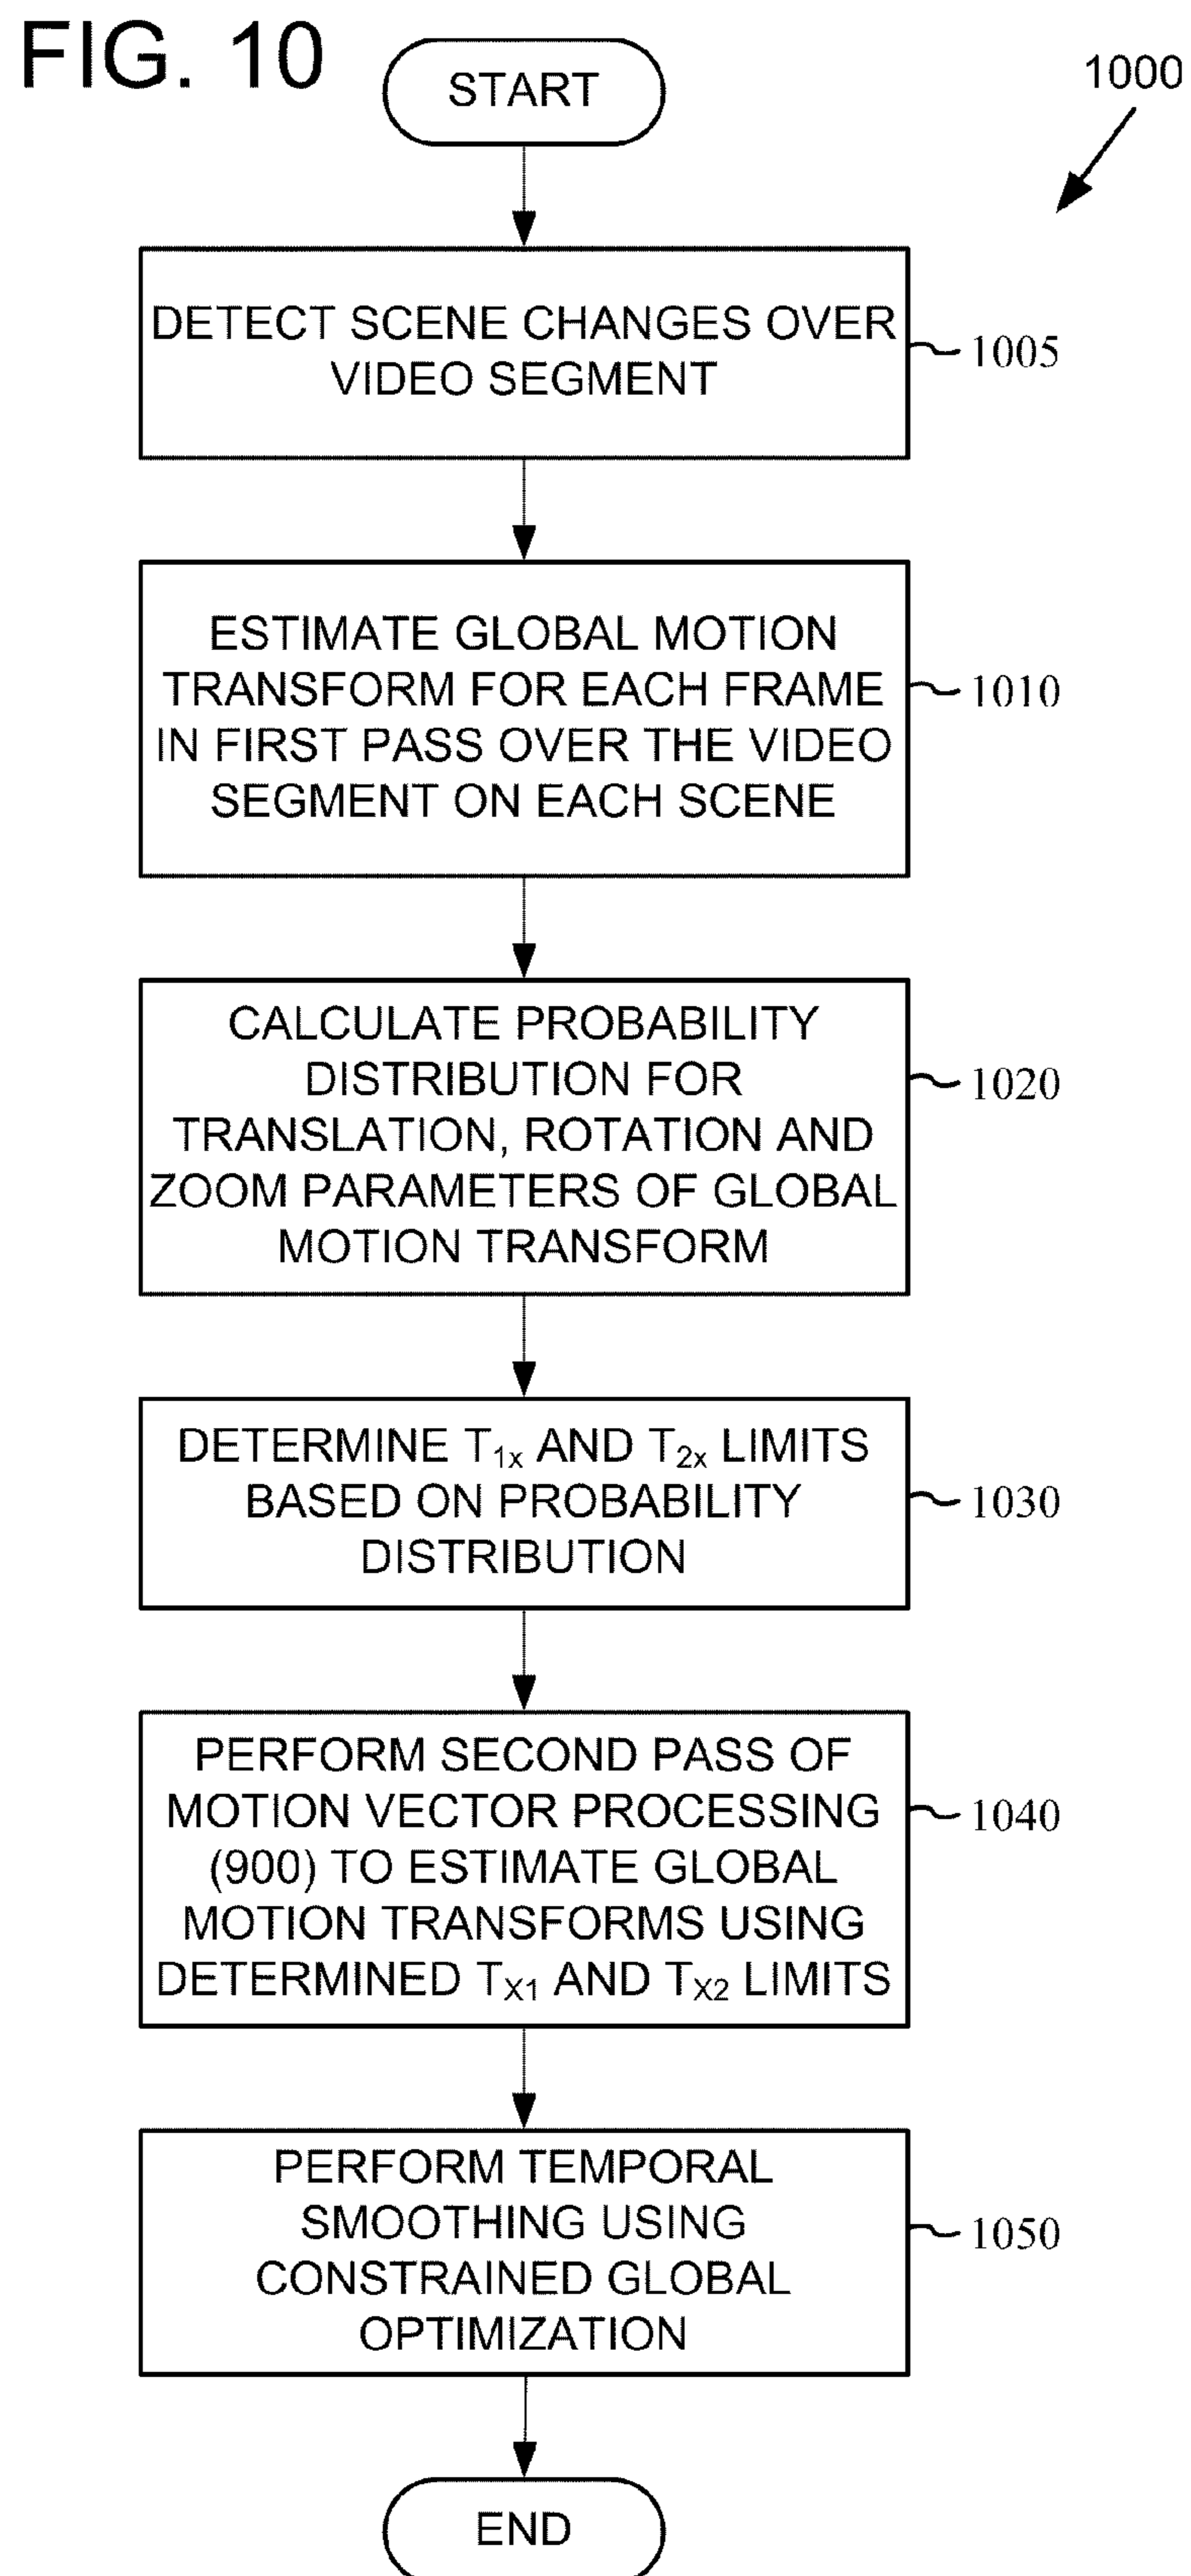 FIG. 10
START
1000
DETECT SCENE CHANGES OVER
VIDEO SEGMENT
1005
ESTIMATE GLOBAL MOTION
TRANSFORM FOR EACH FRAME
IN FIRST PASS OVER THE VIDEO
SEGMENT ON EACH SCENE
1010
CALCULATE PROBABILITY
DISTRIBUTION FOR
TRANSLATION, ROTATION AND
ZOOM PARAMETERS OF GLOBAL
MOTION TRANSFORM
1020
DETERMINE T1x AND T2x LIMITS
BASED ON PROBABILITY
DISTRIBUTION
1030
PERFORM SECOND PASS OF
MOTION VECTOR PROCESSING
(900) TO ESTIMATE GLOBAL
MOTION TRANSFORMS USING
DETERMINED TX1 AND TX2 LIMITS
1040
PERFORM TEMPORAL
SMOOTHING USING
CONSTRAINED GLOBAL
OPTIMIZATION
1050
END